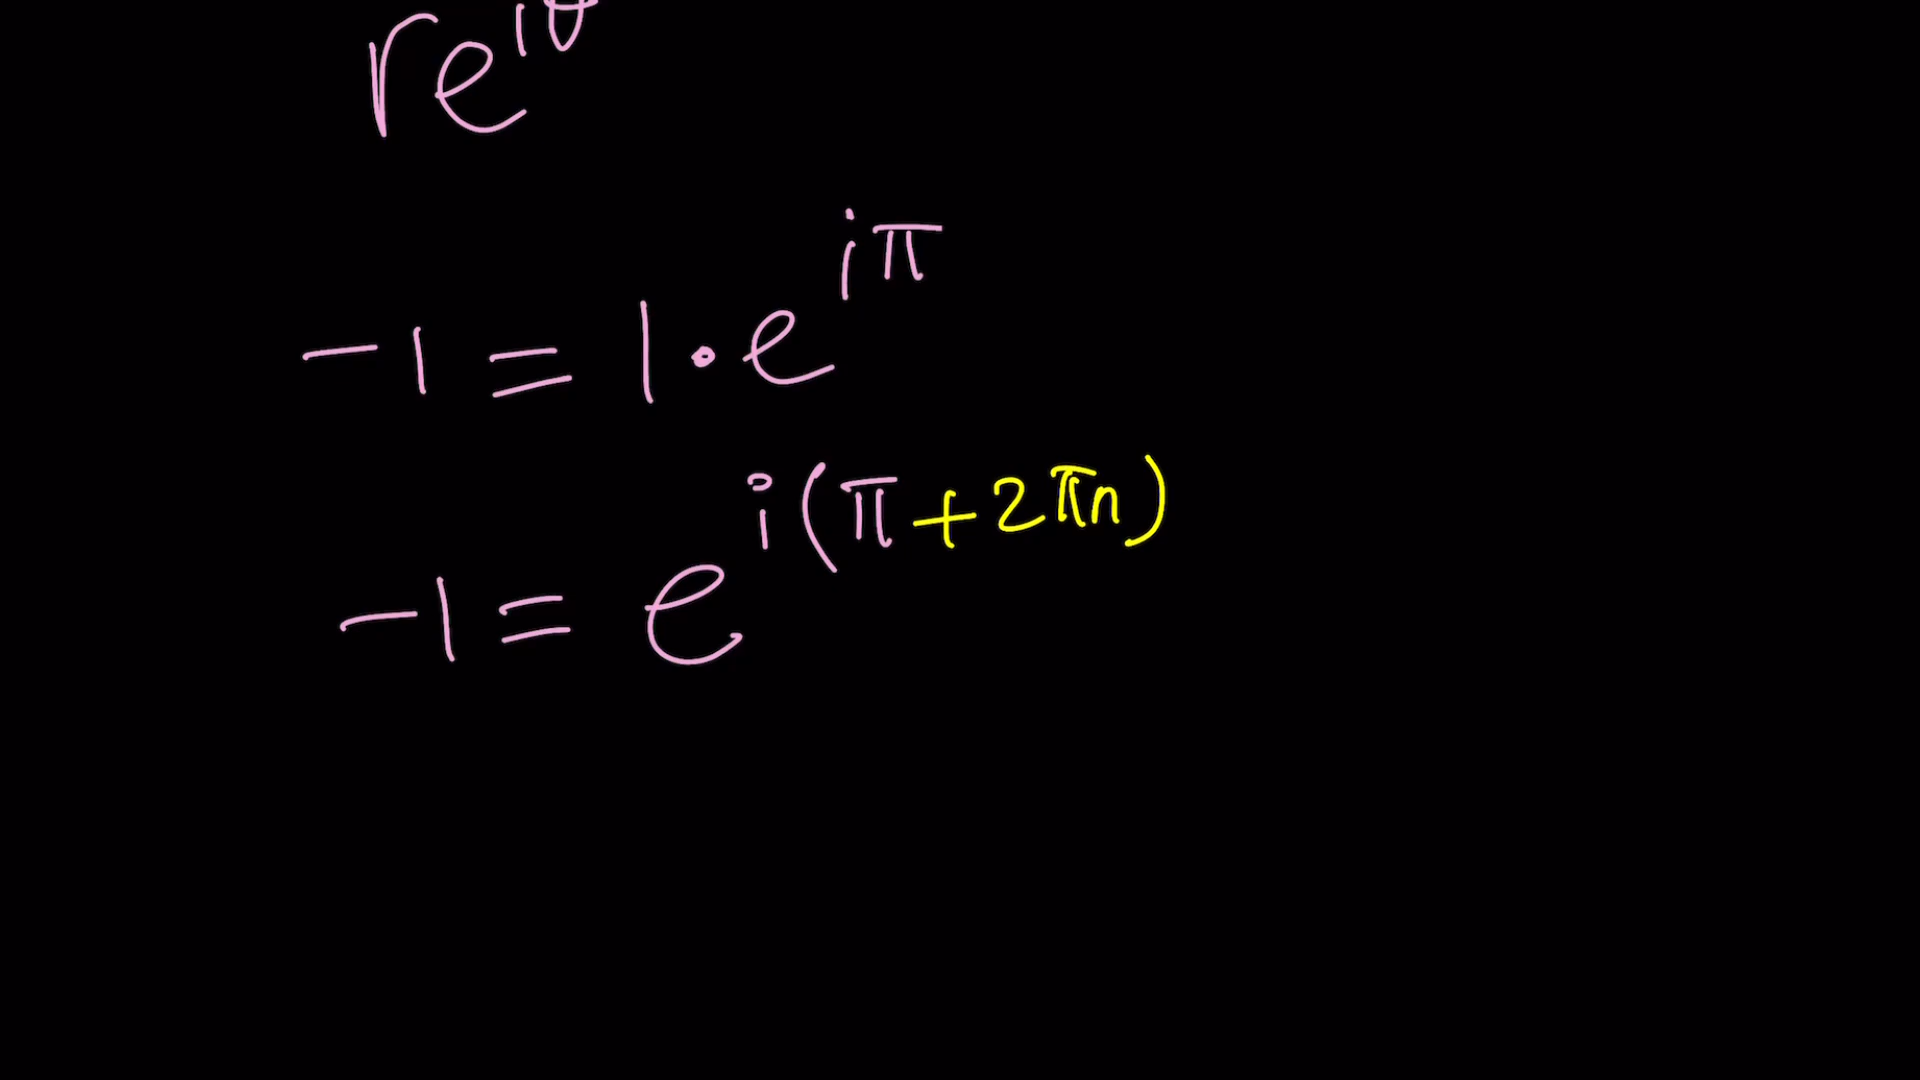 re^{iθ}
-1 = 1 · e^{iπ}
-1 = e^{i(π + 2πn)}